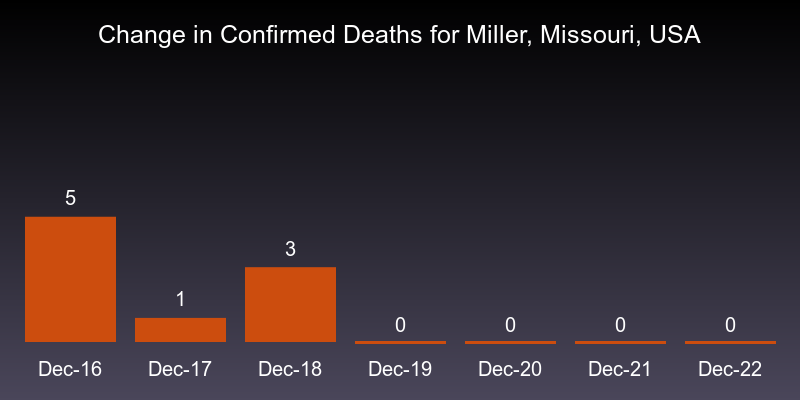 Change in Confirmed Deaths for Miller, Missouri, USA
5
1
3
0
0
0
0
Dec-16
Dec-17
Dec-18
Dec-19
Dec-20
Dec-21
Dec-22